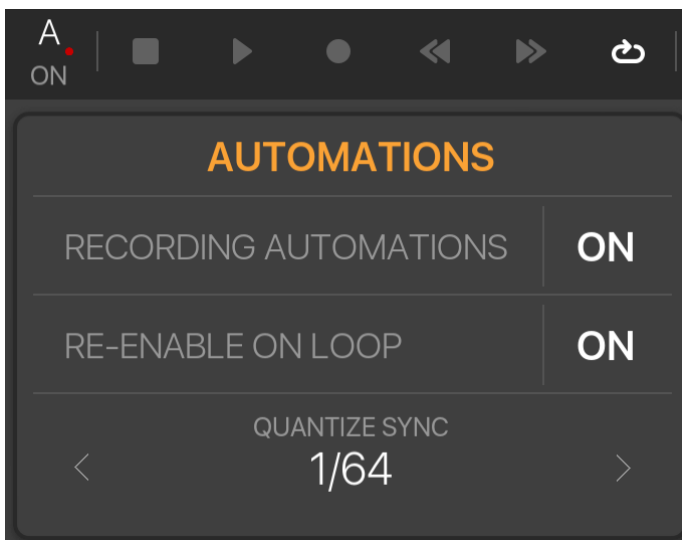 A
ON
AUTOMATIONS
RECORDING AUTOMATIONS ON
RE-ENABLE ON LOOP ON
QUANTIZE SYNC
1/64